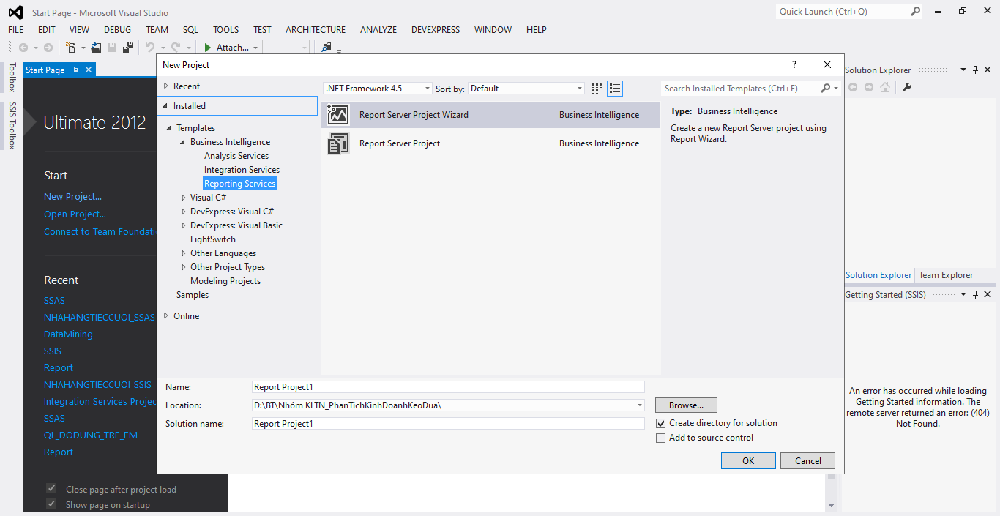 Start Page - Microsoft Visual Studio
Quick Launch (Ctrl+Q)
FILE EDIT VIEW DEBUG TEAM SQL TOOLS TEST ARCHITECTURE ANALYZE DEVEXPRESS WINDOW HELP
Attach...
Toolbox
SSIS Toolbox
Start Page
Ultimate 2012
Start
New Project...
Open Project...
Connect to Team Foundati
Recent
SSAS
NHAHANGTIECCUOI_SSAS
DataMining
SSIS
Report
NHAHANGTIECCUOI_SSIS
Integration Services Projec
SSAS
QL_DODUNG_TRE_EM
Report
Close page after project load
Show page on startup
New Project
?
Recent
Installed
Templates
Business Intelligence
Analysis Services
Integration Services
Reporting Services
Visual C#
DevExpress: Visual C#
DevExpress: Visual Basic
LightSwitch
Other Languages
Other Project Types
Modeling Projects
Samples
Online
.NET Framework 4.5 Sort by: Default
Search Installed Templates (Ctrl+E)
Report Server Project Wizard Business Intelligence
Report Server Project Business Intelligence
Type: Business Intelligence
Create a new Report Server project using
Report Wizard.
Name: Report Project1
Location: D:\BT\Nhóm KLTN_PhanTichKinhDoanhKeoDua\
Browse...
Solution name: Report Project1
Create directory for solution
Add to source control
OK Cancel
Solution Explorer
Solution Explorer Team Explorer
Getting Started (SSIS)
An error has occurred while loading
Getting Started information. The
remote server returned an error: (404)
Not Found.